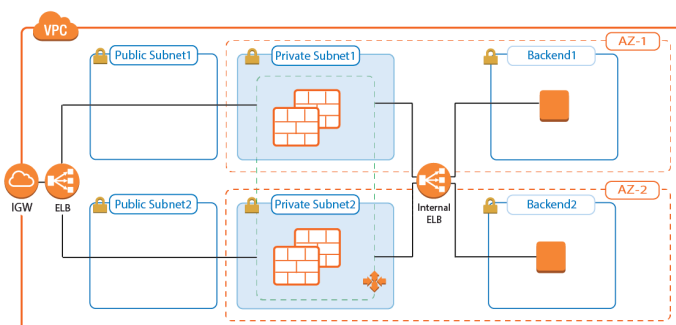 VPC
AZ-1
Public Subnet1
Private Subnet1
Backend1
IGW
ELB
Internal
ELB
AZ-2
Public Subnet2
Private Subnet2
Backend2